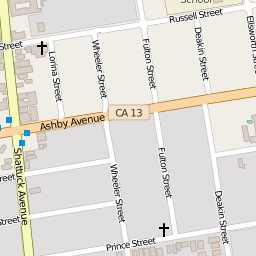 School
Russell Street
Street
Ellsworth Street
Lorina Street
Wheeler Street
Fulton Street
Deakin Street
CA 13
Ashby Avenue
Shattuck Avenue
Street
Wheeler Street
Fulton Street
Deakin Street
Street
Prince Street